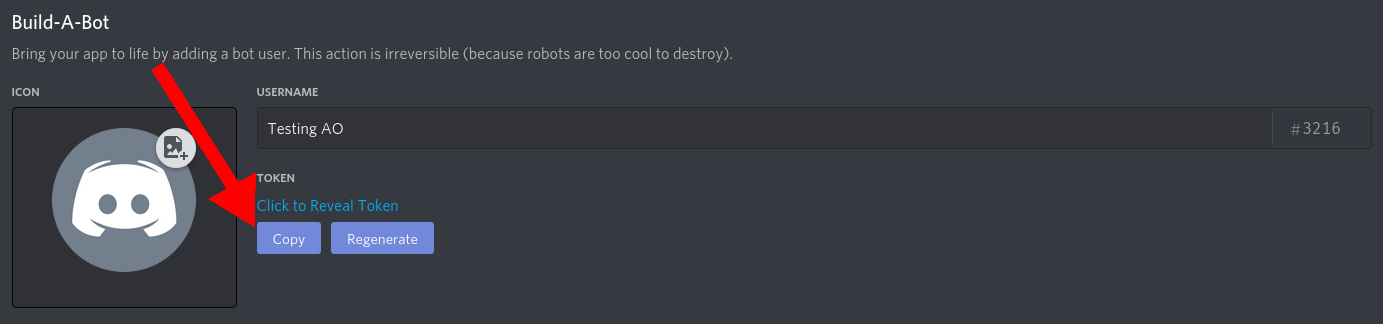 Build-A-Bot
Bring your app to life by adding a bot user. This action is irreversible (because robots are too cool to destroy).
ICON
USERNAME
Testing AO
#3216
TOKEN
Click to Reveal Token
Copy
Regenerate